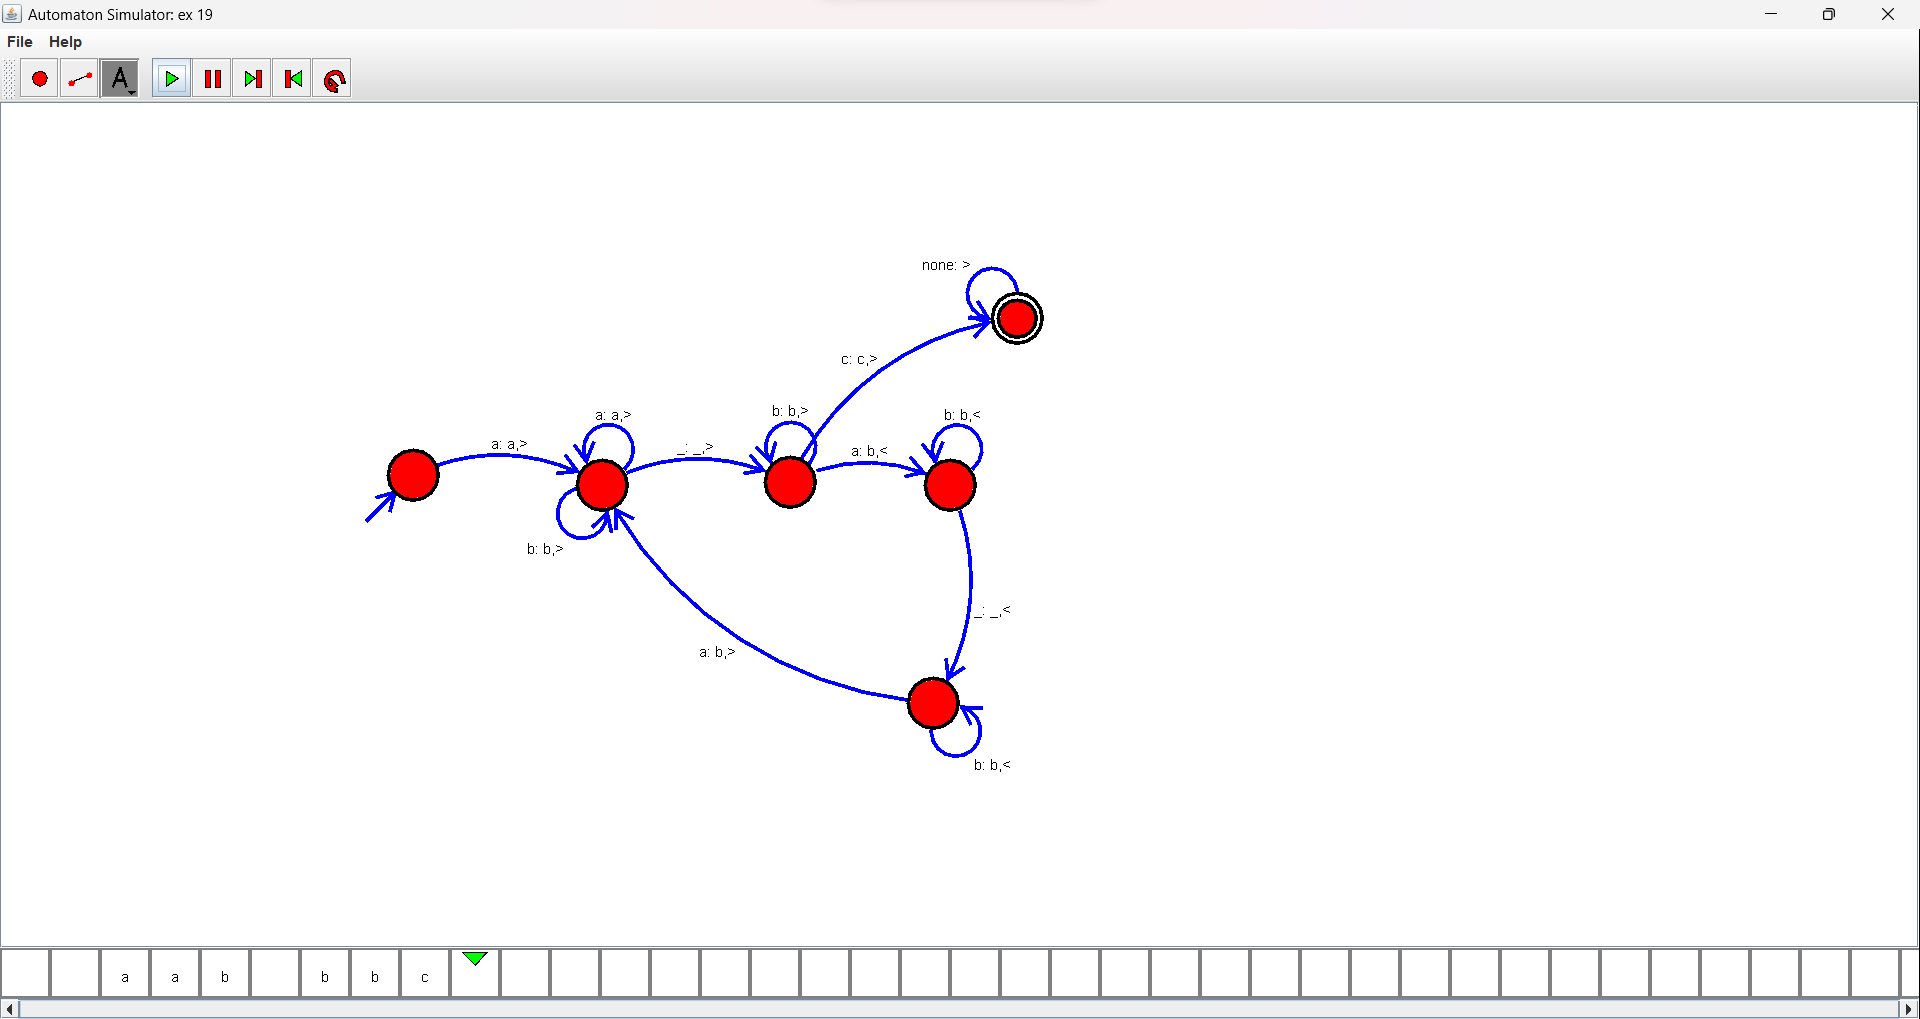 Automaton Simulator: ex 19
File Help
A
none: >
c: c,>
a: a,>
b: b,>
b: b,<
a: a,>
_: _,>
a: b,<
b: b,>
_: _,<
a: b,>
b: b,<
a a b b b c